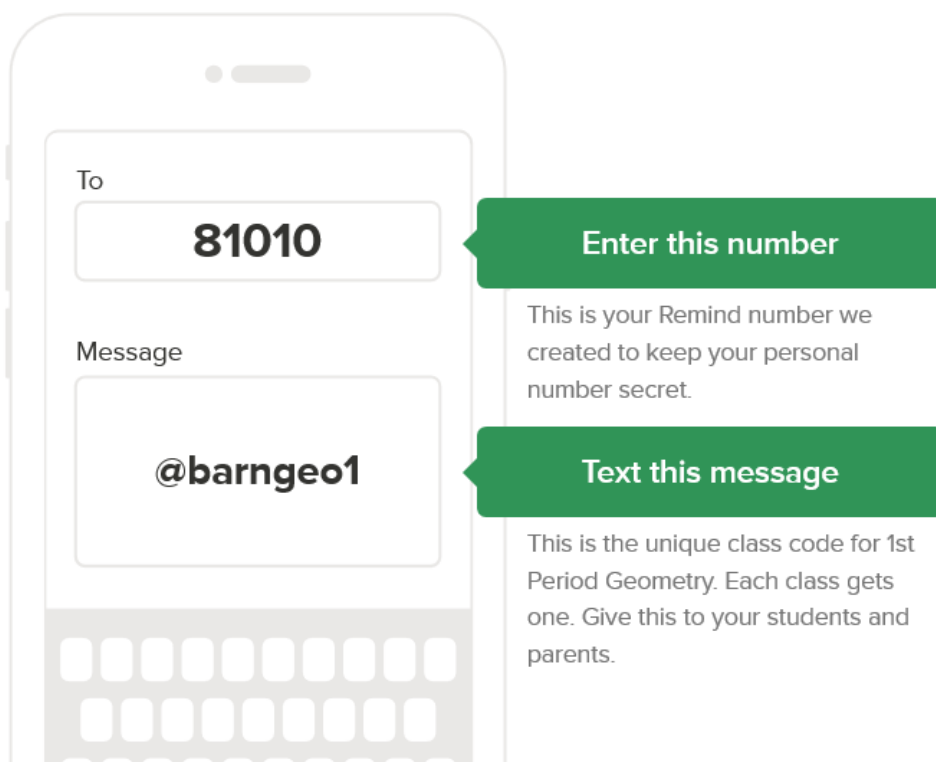 To
81010
Enter this number
This is your Remind number we
created to keep your personal
number secret.
Message
@barngeo1
Text this message
This is the unique class code for 1st
Period Geometry. Each class gets
one. Give this to your students and
parents.